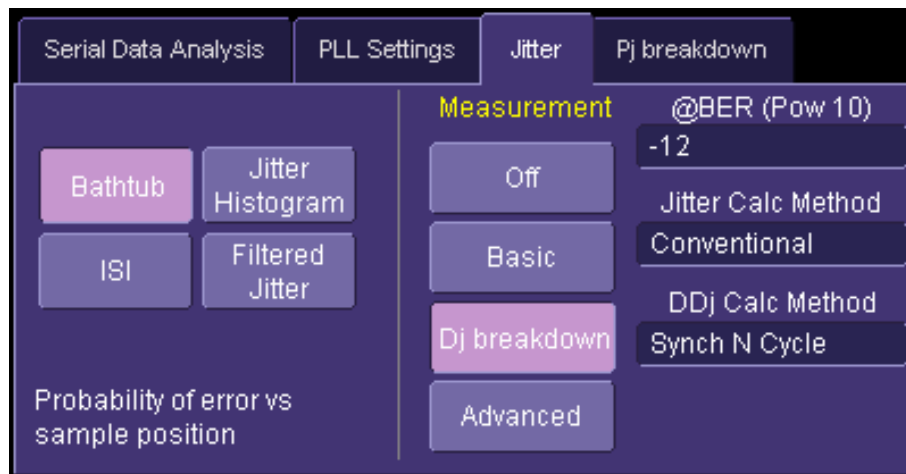 Serial Data Analysis
PLL Settings
Jitter
Pj breakdown
Bathtub
Jitter
Histogram
ISI
Filtered
Jitter
Probability of error vs
sample position
Measurement
Off
Basic
Dj breakdown
Advanced
@BER (Pow 10)
-12
Jitter Calc Method
Conventional
DDj Calc Method
Synch N Cycle